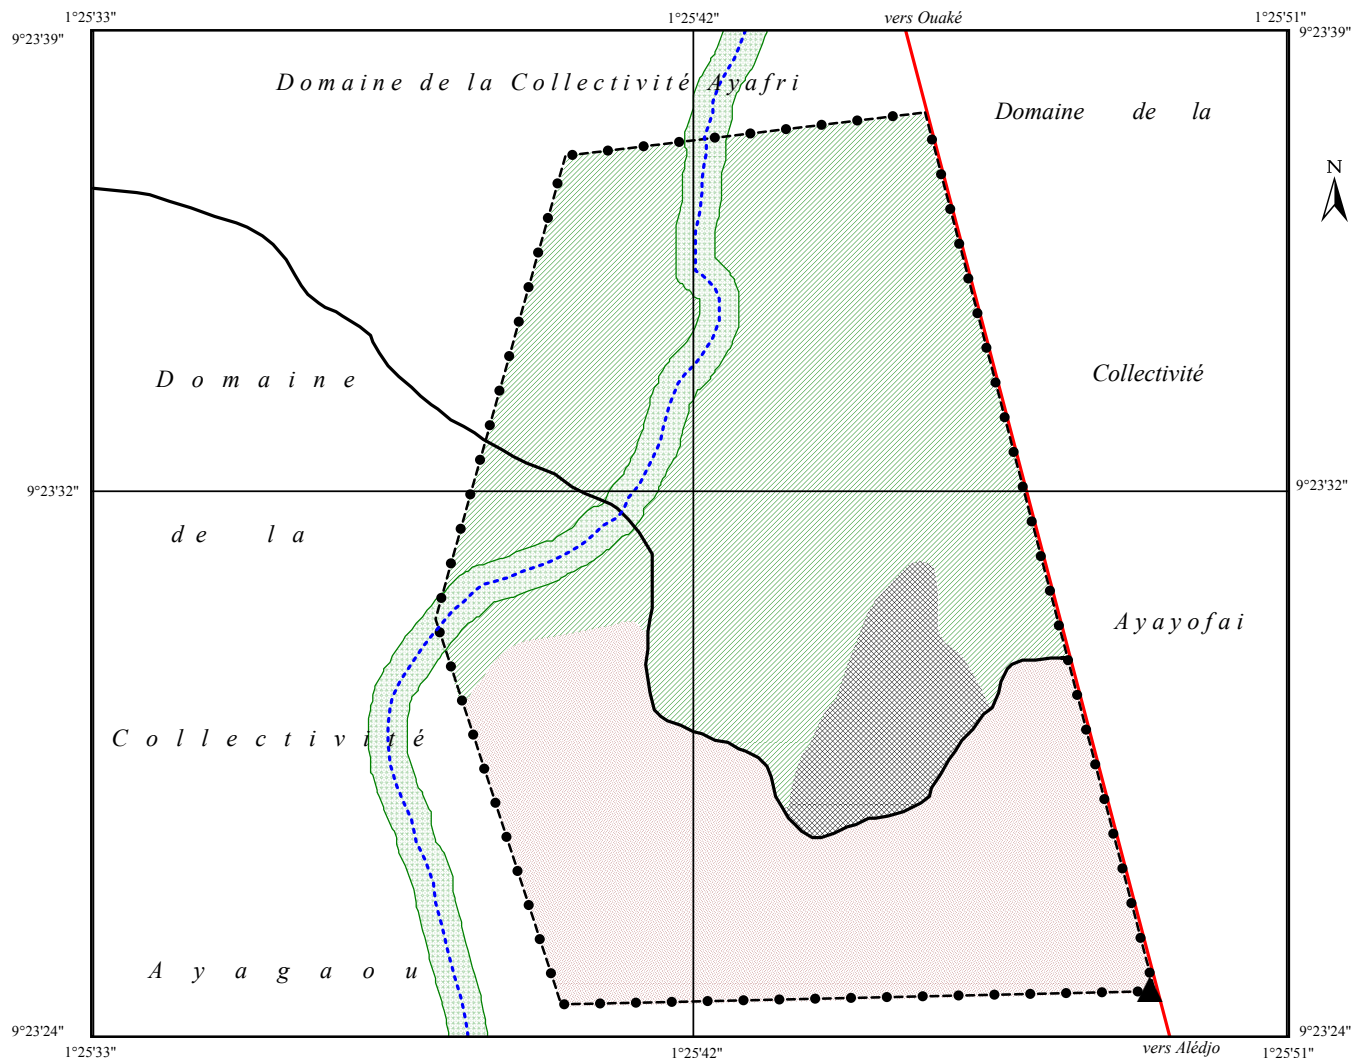 1°25'33" 1°25'42" vers Ouaké 1°25'51"
9°23'39" 9°23'39"
Domaine de la Collectivité Ayafri
Domaine de la
N
Domaine
Collectivité
9°23'32" 9°23'32"
de la
Ayayofai
Collectivité
Ayagaou
9°23'24" 9°23'24"
1°25'33" 1°25'42" vers Alédjo 1°25'51"